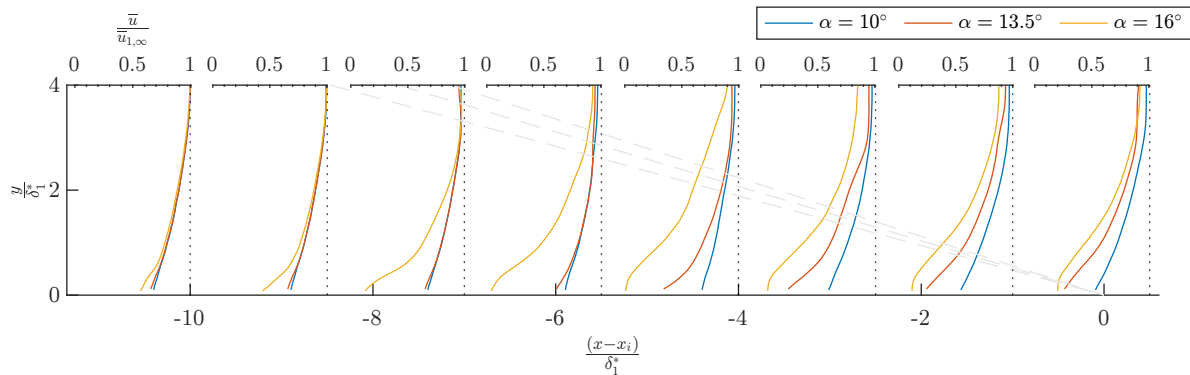 u̅ / u̅₁,∞
α = 10° α = 13.5° α = 16°
0 0.5 1 0 0.5 1 0 0.5 1 0 0.5 1 0 0.5 1 0 0.5 1 0 0.5 1 0 0.5 1
4
2
y / δ₁*
0
-10 -8 -6 -4 -2 0
(x−xᵢ) / δ₁*